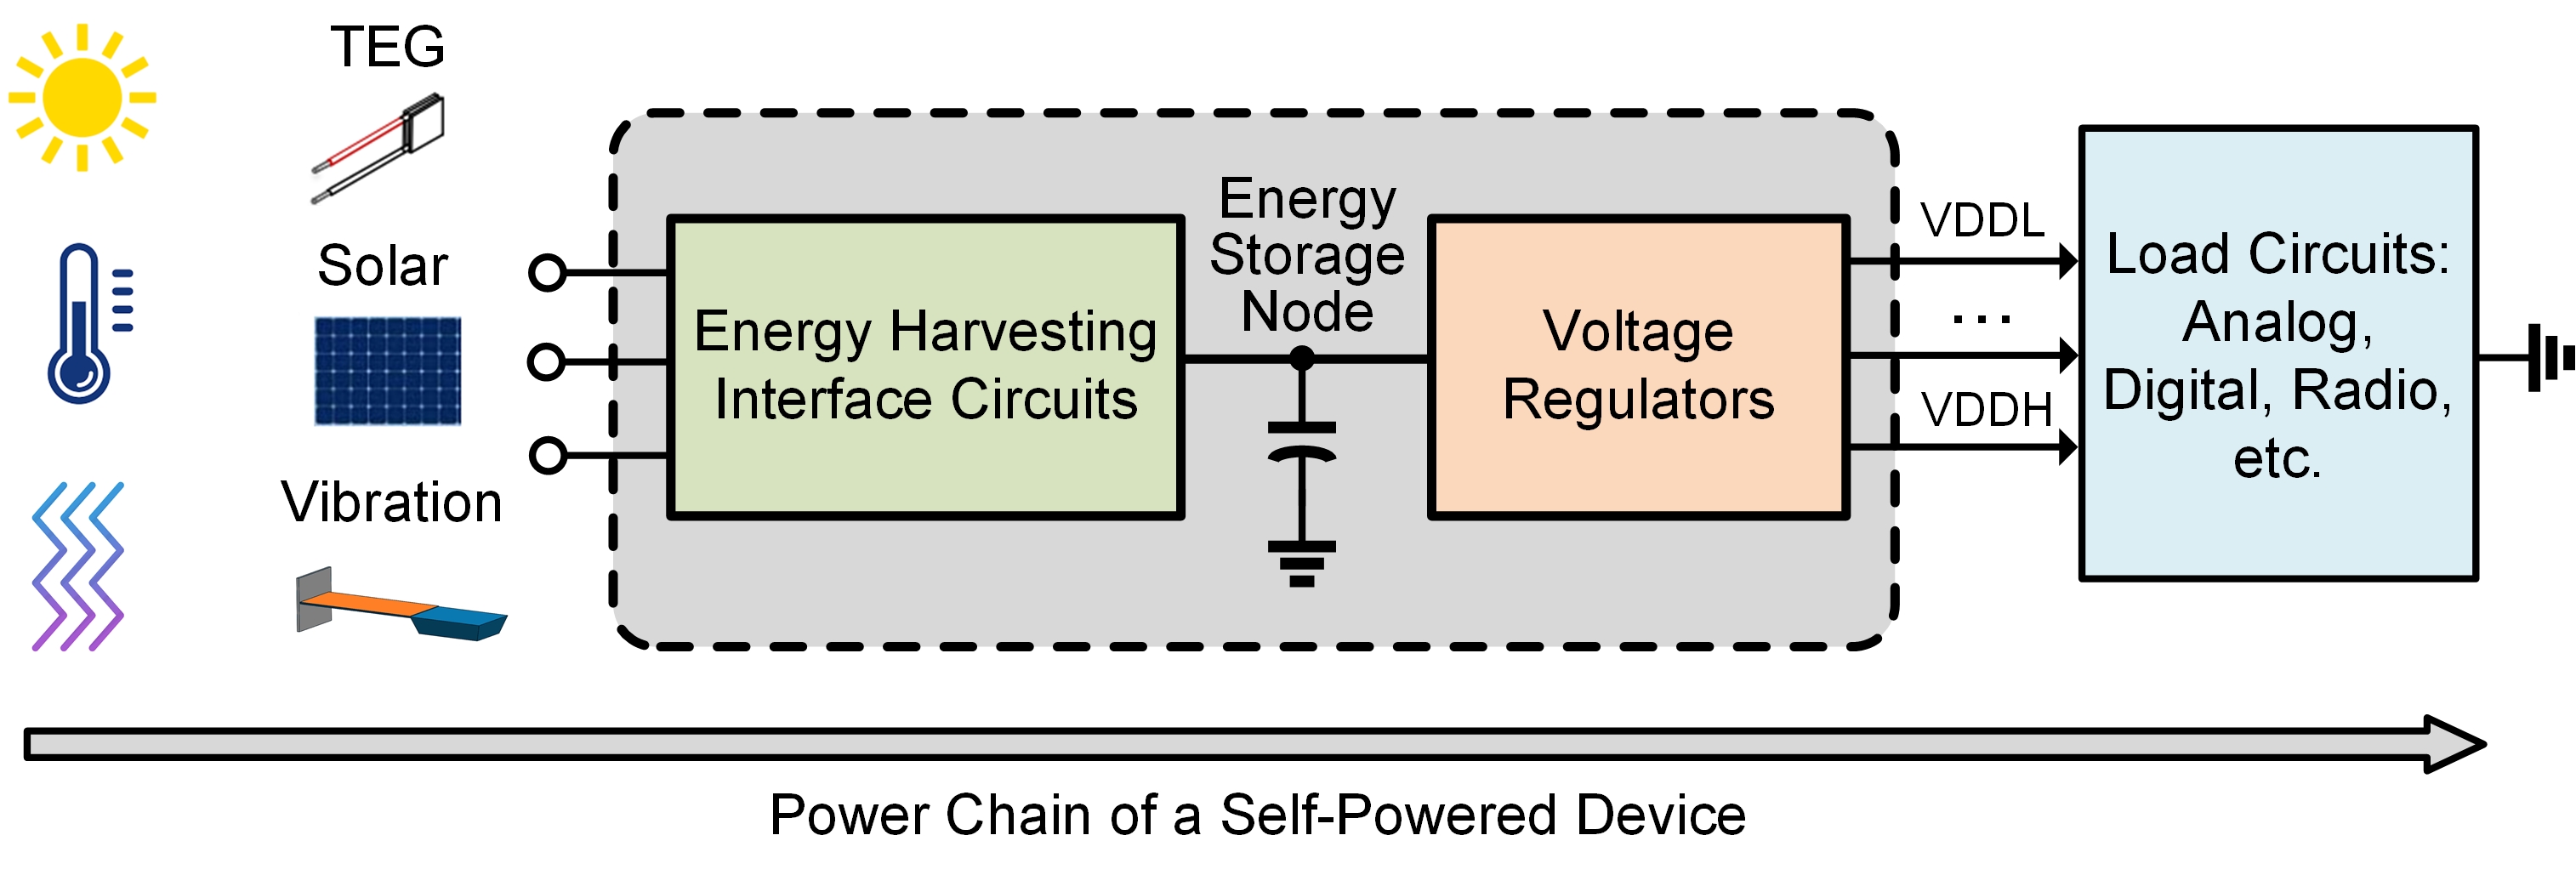 TEG
Solar
Vibration
Energy Harvesting
Interface Circuits
Energy
Storage
Node
Voltage
Regulators
VDDL
...
VDDH
Load Circuits:
Analog,
Digital, Radio,
etc.
Power Chain of a Self-Powered Device